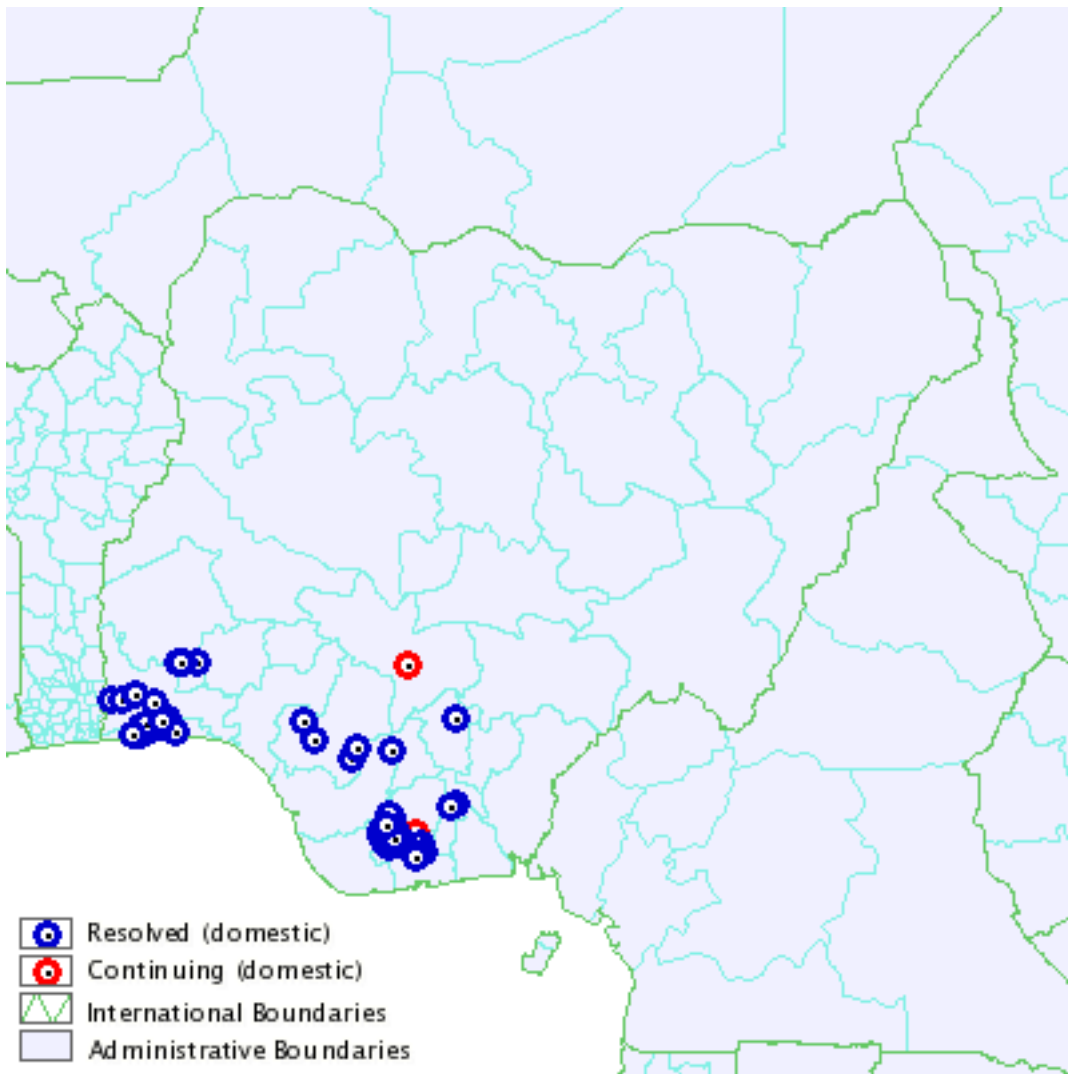 Resolved (domestic)
Continuing (domestic)
International Boundaries
Administrative Boundaries